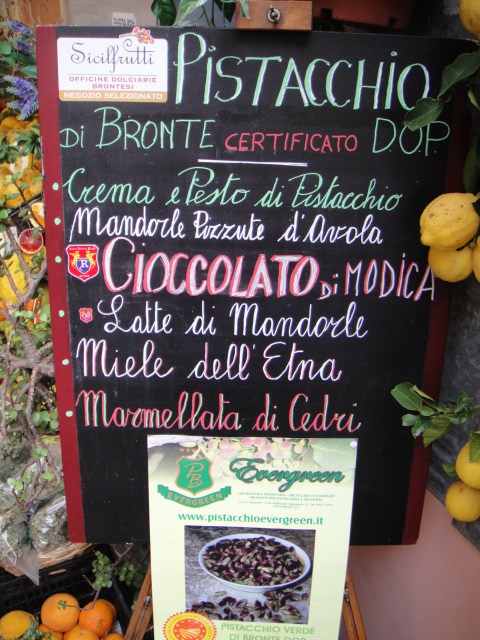 Sicilfrutti
OFFICINE DOLCIARIE
BRONTESI
NEGOZIO SELEZIONATO
PISTACCHIO
DI BRONTE CERTIFICATO D.O.P.
Crema e Pesto di Pistacchio
Mandorle Pizzute d'Avola
CIOCCOLATO Di MODICA
Latte di Mandorle
Miele dell'Etna
Marmellata di Cedri
PB
EVERGREEN
Evergreen
www.pistacchioevergreen.it
PISTACCHIO VERDE
DI BRONTE DOP